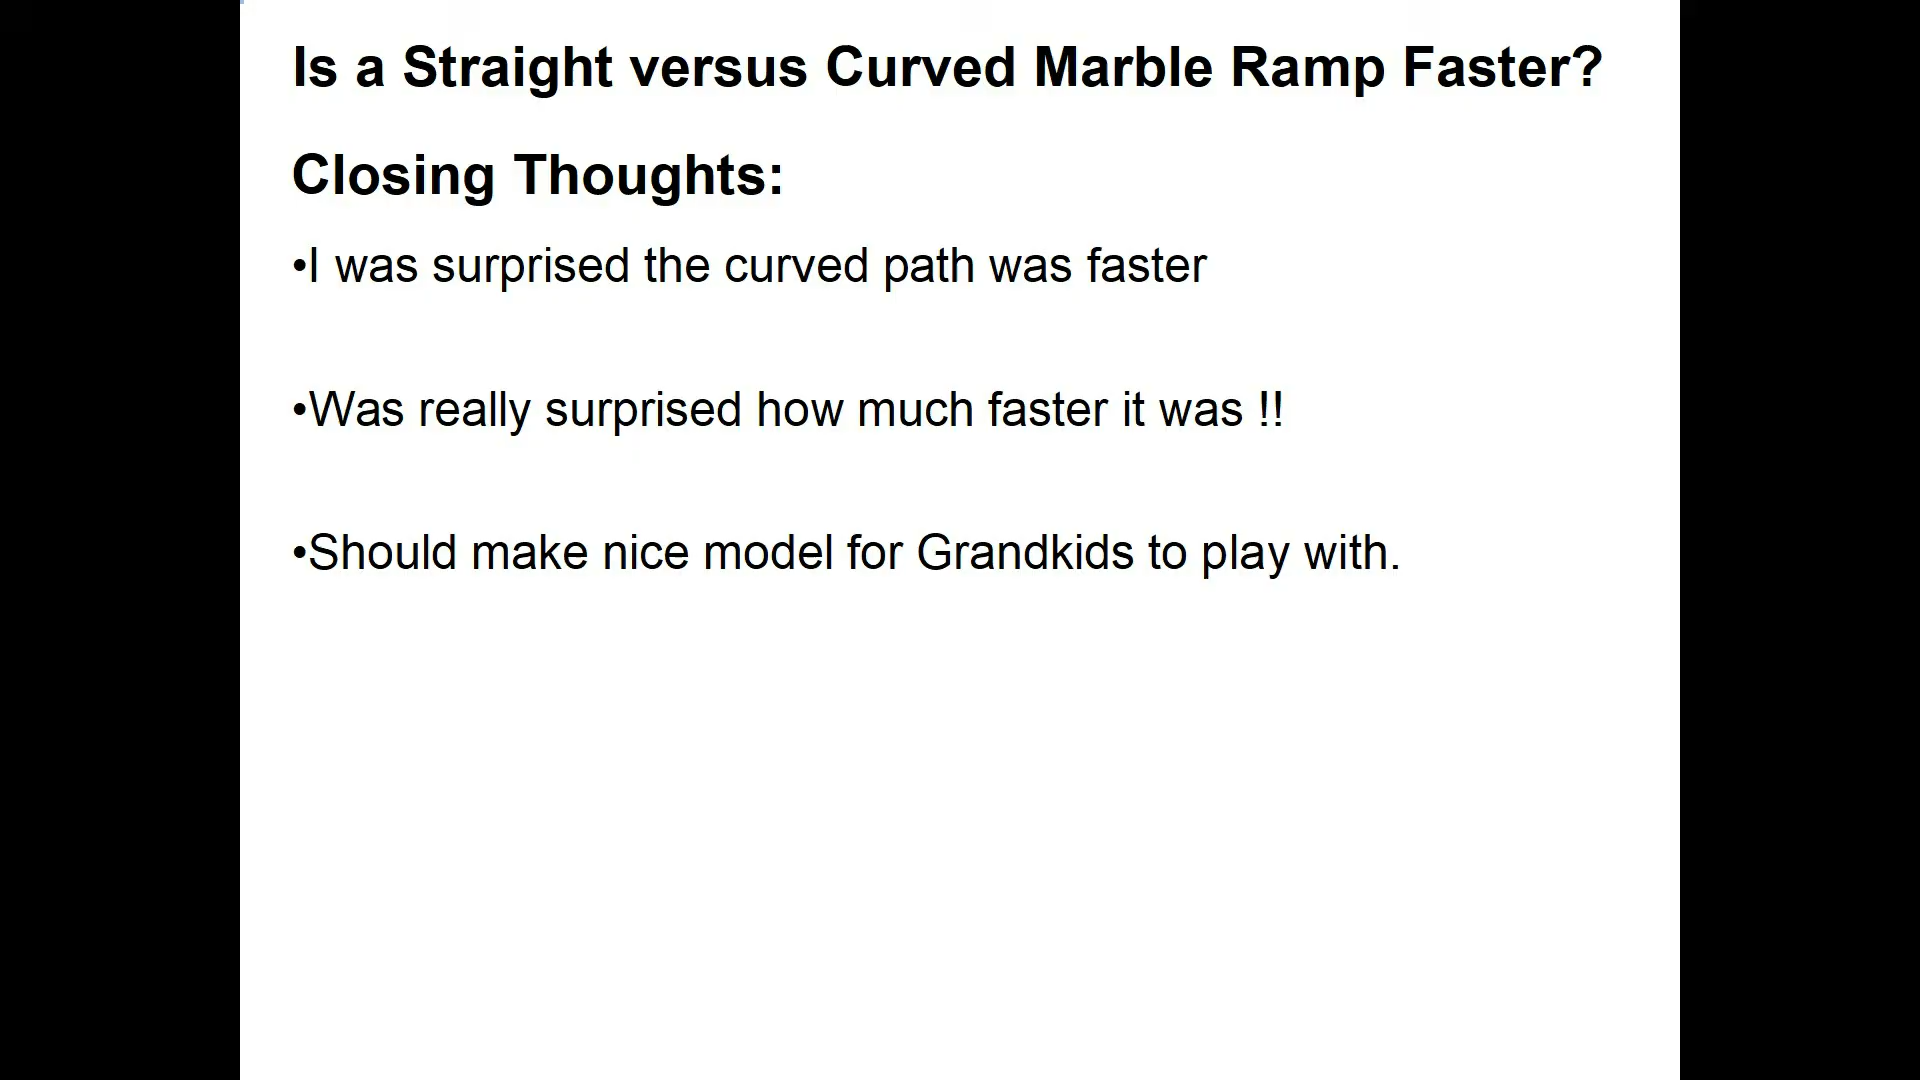 Is a Straight versus Curved Marble Ramp Faster?
Closing Thoughts:
•I was surprised the curved path was faster
•Was really surprised how much faster it was !!
•Should make nice model for Grandkids to play with.